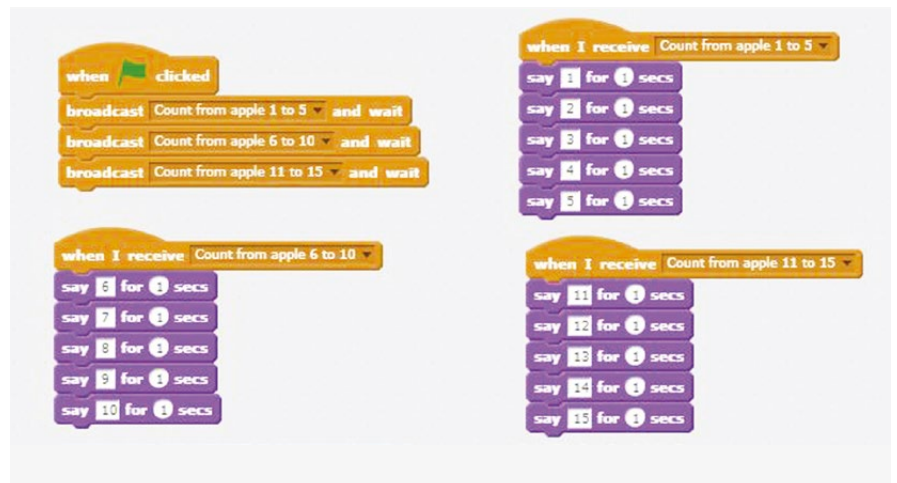 when clicked
broadcast Count from apple 1 to 5 and wait
broadcast Count from apple 6 to 10 and wait
broadcast Count from apple 11 to 15 and wait
when I receive Count from apple 1 to 5
say 1 for 1 secs
say 2 for 1 secs
say 3 for 1 secs
say 4 for 1 secs
say 5 for 1 secs
when I receive Count from apple 6 to 10
say 6 for 1 secs
say 7 for 1 secs
say 8 for 1 secs
say 9 for 1 secs
say 10 for 1 secs
when I receive Count from apple 11 to 15
say 11 for 1 secs
say 12 for 1 secs
say 13 for 1 secs
say 14 for 1 secs
say 15 for 1 secs